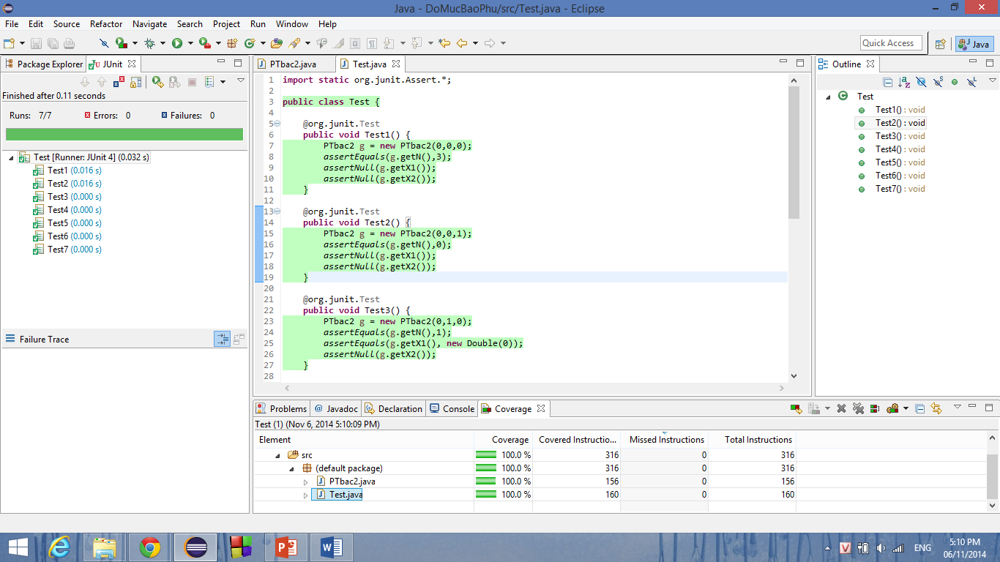 Java - DoMucBaoPhu/src/Test.java - Eclipse
File Edit Source Refactor Navigate Search Project Run Window Help
Quick Access Java
Package Explorer JUnit
Finished after 0.11 seconds
Runs: 7/7 Errors: 0 Failures: 0
Test [Runner: JUnit 4] (0.032 s)
Test1 (0.016 s)
Test2 (0.016 s)
Test3 (0.000 s)
Test4 (0.000 s)
Test5 (0.000 s)
Test6 (0.000 s)
Test7 (0.000 s)
Failure Trace
PTbac2.java Test.java
1 import static org.junit.Assert.*;
2
3 public class Test {
4
5 @org.junit.Test
6 public void Test1() {
7 PTbac2 g = new PTbac2(0,0,0);
8 assertEquals(g.getN(),3);
9 assertNull(g.getX1());
10 assertNull(g.getX2());
11 }
12
13 @org.junit.Test
14 public void Test2() {
15 PTbac2 g = new PTbac2(0,0,1);
16 assertEquals(g.getN(),0);
17 assertNull(g.getX1());
18 assertNull(g.getX2());
19 }
20
21 @org.junit.Test
22 public void Test3() {
23 PTbac2 g = new PTbac2(0,1,0);
24 assertEquals(g.getN(),1);
25 assertEquals(g.getX1(), new Double(0));
26 assertNull(g.getX2());
27 }
28
Outline
Test
Test1() : void
Test2() : void
Test3() : void
Test4() : void
Test5() : void
Test6() : void
Test7() : void
Problems @ Javadoc Declaration Console Coverage
Test (1) (Nov 6, 2014 5:10:09 PM)
Element Coverage Covered Instructio... Missed Instructions Total Instructions
src 100.0 % 316 0 316
(default package) 100.0 % 316 0 316
PTbac2.java 100.0 % 156 0 156
Test.java 100.0 % 160 0 160
ENG 5:10 PM
06/11/2014